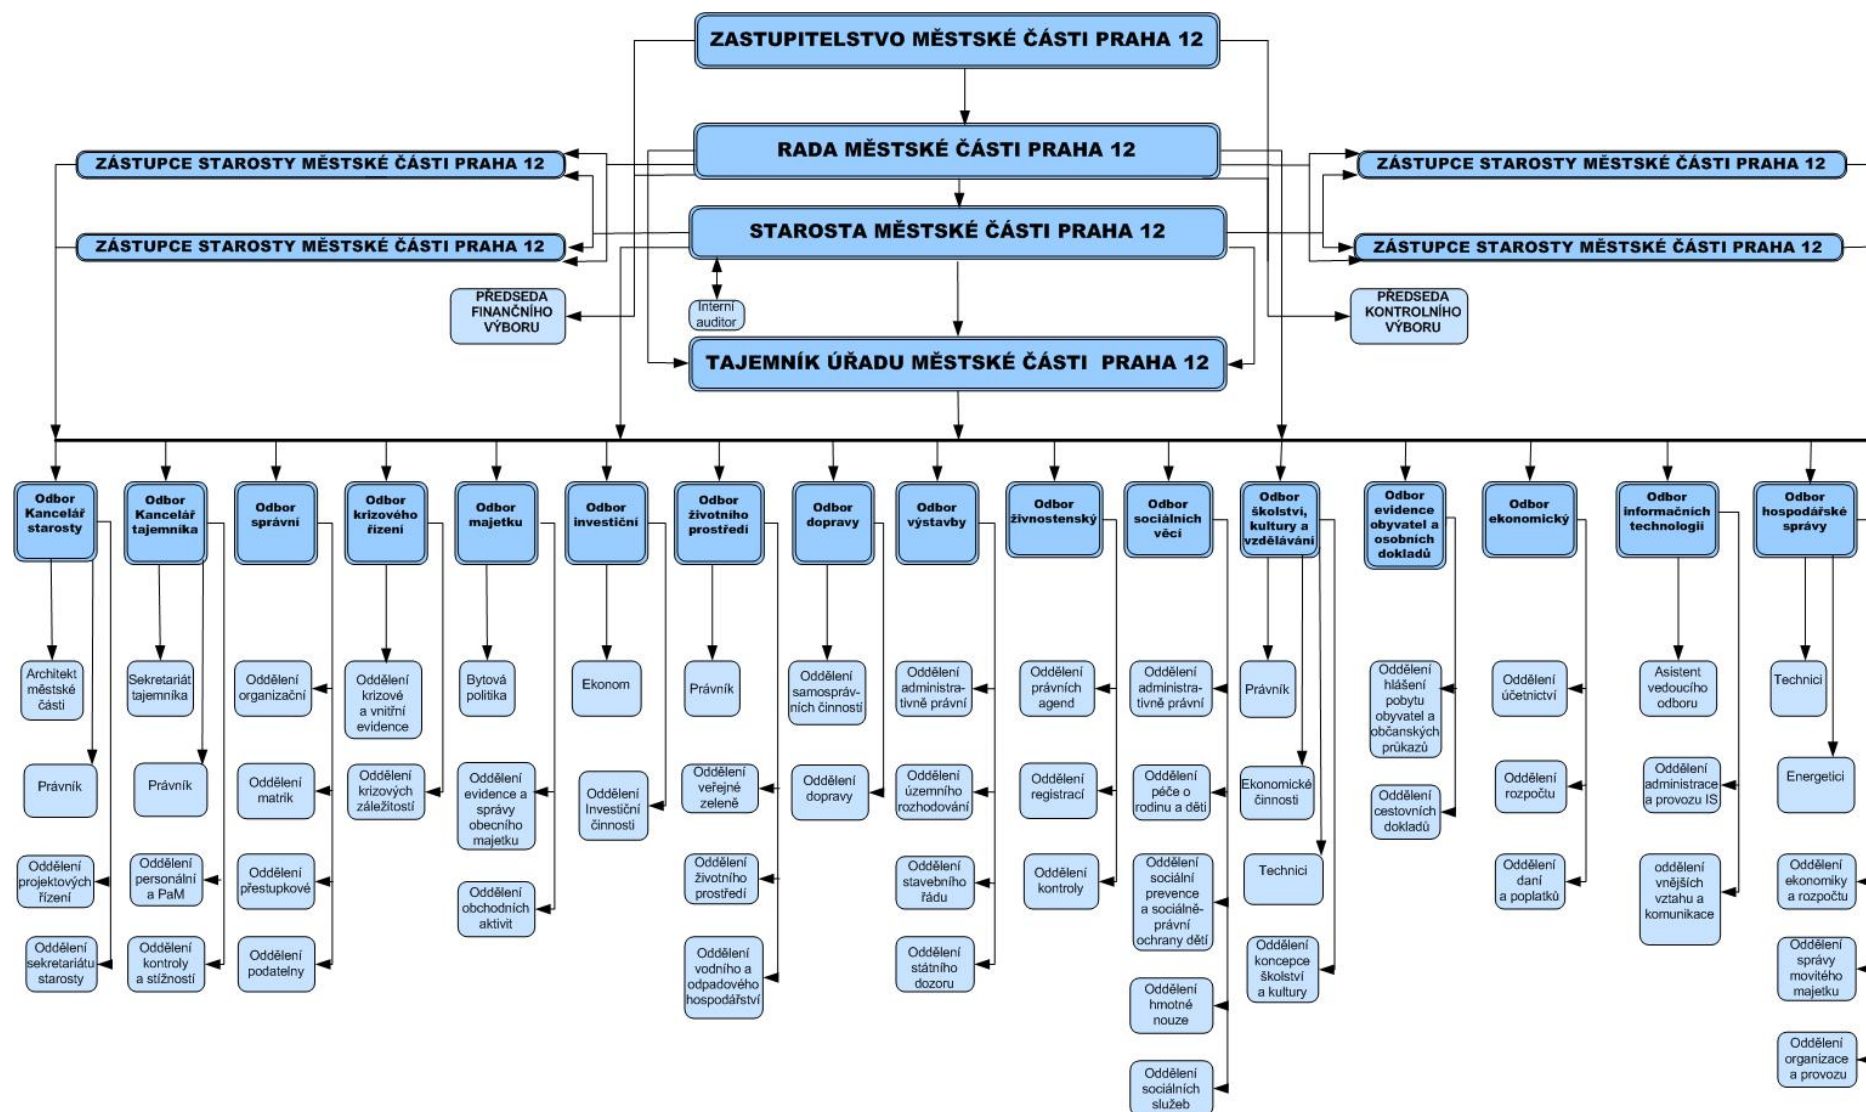 ZASTUPITELSTVO MĚSTSKÉ ČÁSTI PRAHA 12
RADA MĚSTSKÉ ČÁSTI PRAHA 12
ZÁSTUPCE STAROSTY MĚSTSKÉ ČÁSTI PRAHA 12
ZÁSTUPCE STAROSTY MĚSTSKÉ ČÁSTI PRAHA 12
STAROSTA MĚSTSKÉ ČÁSTI PRAHA 12
ZÁSTUPCE STAROSTY MĚSTSKÉ ČÁSTI PRAHA 12
ZÁSTUPCE STAROSTY MĚSTSKÉ ČÁSTI PRAHA 12
PŘEDSEDA
FINANČNÍHO
VÝBORU
Interní
auditor
PŘEDSEDA
KONTROLNÍHO
VÝBORU
TAJEMNÍK ÚŘADU MĚSTSKÉ ČÁSTI PRAHA 12
Odbor
Kancelář
starosty
Odbor
Kancelář
tajemníka
Odbor
správní
Odbor
krizového
řízení
Odbor
majetku
Odbor
investiční
Odbor
životního
prostředí
Odbor
dopravy
Odbor
výstavby
Odbor
živnostenský
Odbor
sociálních
věcí
Odbor
školství,
kultury a
vzdělávání
Odbor
evidence
obyvatel a
osobních
dokladů
Odbor
ekonomický
Odbor
informačních
technologií
Odbor
hospodářské
správy
Architekt
městské
části
Sekretariát
tajemníka
Oddělení
organizační
Oddělení
krizové
a vnitřní
evidence
Bytová
politika
Ekonom
Právník
Oddělení
samospráv-
ních činností
Oddělení
administra-
tivně právní
Oddělení
právních
agend
Oddělení
administra-
tivně právní
Právník
Oddělení
hlášení
pobytu
obyvatel a
občanských
průkazů
Oddělení
účetnictví
Asistent
vedoucího
odboru
Technici
Právník
Právník
Oddělení
matrik
Oddělení
krizových
záležitostí
Oddělení
evidence a
správy
obecního
majetku
Oddělení
Investiční
činnosti
Oddělení
veřejné
zeleně
Oddělení
dopravy
Oddělení
územního
rozhodování
Oddělení
registrací
Oddělení
péče o
rodinu a děti
Ekonomické
činnosti
Oddělení
cestovních
dokladů
Oddělení
rozpočtu
Oddělení
administrace
a provozu IS
Energetici
Oddělení
projektových
řízení
Oddělení
personální
a PaM
Oddělení
přestupkové
Oddělení
obchodních
aktivit
Oddělení
životního
prostředí
Oddělení
stavebního
řádu
Oddělení
kontroly
Oddělení
sociální
prevence
a sociálně-
právní
ochrany dětí
Technici
Oddělení
daní
a poplatků
oddělení
vnějších
vztahu a
komunikace
Oddělení
ekonomiky
a rozpočtu
Oddělení
sekretariátu
starosty
Oddělení
kontroly
a stížností
Oddělení
podatelny
Oddělení
vodního a
odpadového
hospodářství
Oddělení
státního
dozoru
Oddělení
hmotné
nouze
Oddělení
koncepce
školství
a kultury
Oddělení
správy
movitého
majetku
Oddělení
sociálních
služeb
Oddělení
organizace
a provozu